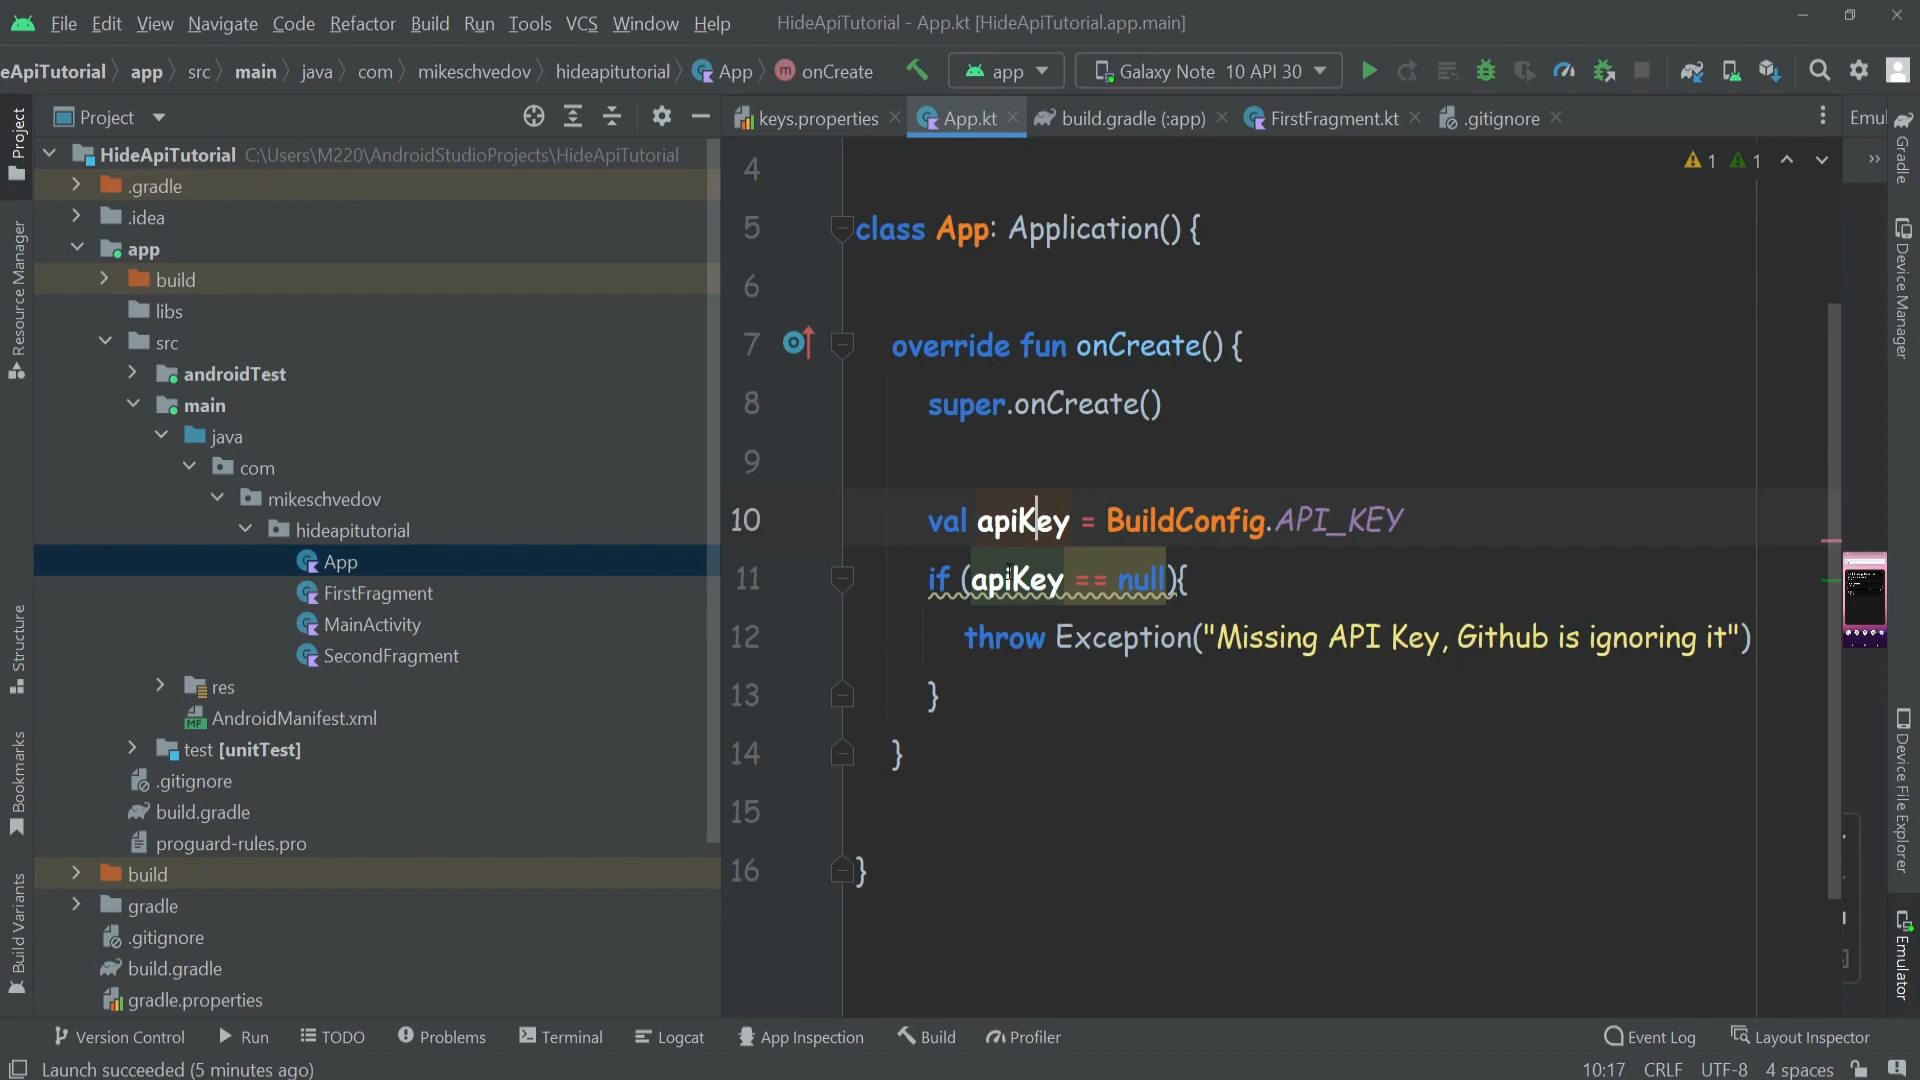 File Edit View Navigate Code Refactor Build Run Tools VCS Window Help HideApiTutorial - App.kt [HideApiTutorial.app.main]
eApiTutorial app src main java com mikeschvedov hideapitutorial App onCreate app Galaxy Note 10 API 30
Project
keys.properties App.kt build.gradle (:app) FirstFragment.kt .gitignore Emul
HideApiTutorial C:\Users\M220\AndroidStudioProjects\HideApiTutorial
.gradle
.idea
app
build
libs
src
androidTest
main
java
com
mikeschvedov
hideapitutorial
App
FirstFragment
MainActivity
SecondFragment
res
AndroidManifest.xml
test [unitTest]
.gitignore
build.gradle
proguard-rules.pro
build
gradle
.gitignore
build.gradle
gradle.properties
1 1
4
5 class App: Application() {
6
7 override fun onCreate() {
8 super.onCreate()
9
10 val apiKey = BuildConfig.API_KEY
11 if (apiKey == null){
12 throw Exception("Missing API Key, Github is ignoring it")
13 }
14 }
15
16 }
Project
Resource Manager
Structure
Bookmarks
Build Variants
Gradle
Device Manager
Device File Explorer
Emulator
Version Control Run TODO Problems Terminal Logcat App Inspection Build Profiler Event Log Layout Inspector
Launch succeeded (5 minutes ago) 10:17 CRLF UTF-8 4 spaces